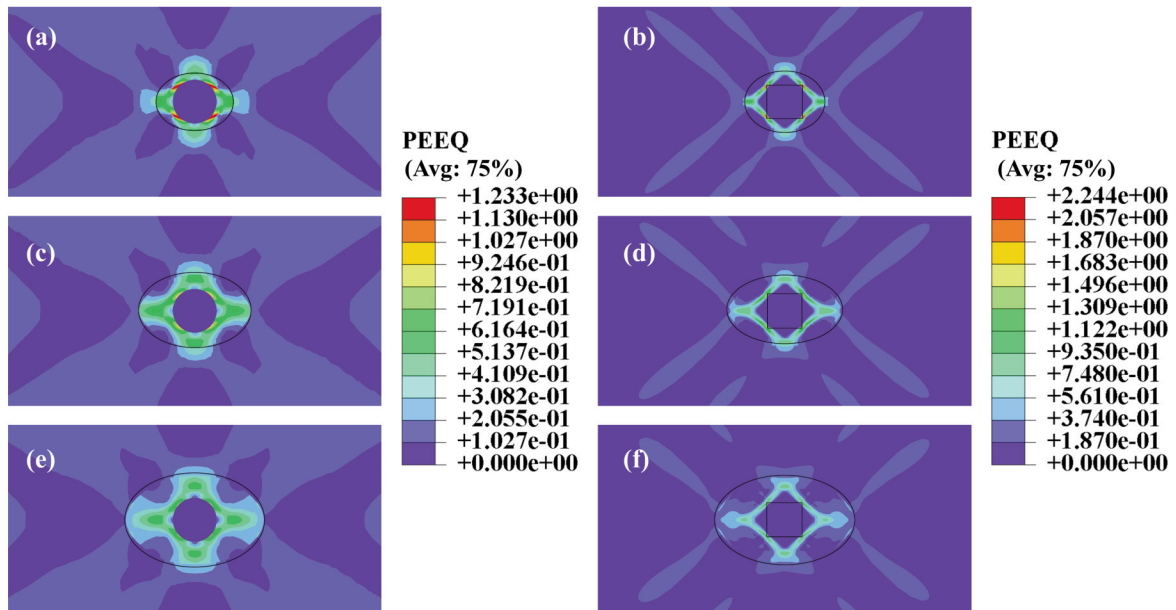 (a)
(b)
PEEQ
(Avg: 75%)
+1.233e+00
+1.130e+00
+1.027e+00
+9.246e-01
+8.219e-01
+7.191e-01
+6.164e-01
+5.137e-01
+4.109e-01
+3.082e-01
+2.055e-01
+1.027e-01
+0.000e+00
PEEQ
(Avg: 75%)
+2.244e+00
+2.057e+00
+1.870e+00
+1.683e+00
+1.496e+00
+1.309e+00
+1.122e+00
+9.350e-01
+7.480e-01
+5.610e-01
+3.740e-01
+1.870e-01
+0.000e+00
(c)
(d)
(e)
(f)